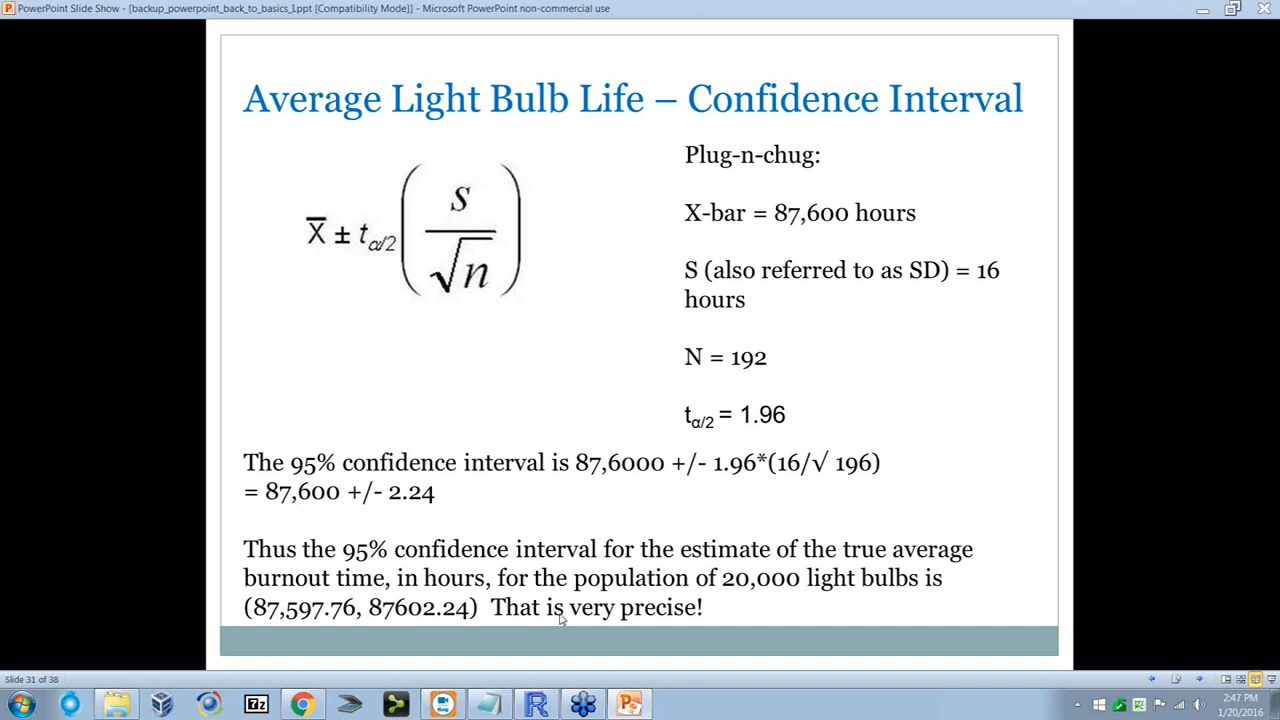 PowerPoint Slide Show - [backup_powerpoint_back_to_basics_I.ppt [Compatibility Mode]] - Microsoft PowerPoint non-commercial use
Average Light Bulb Life – Confidence Interval
X̅ ± tα/2 (s/√n)
Plug-n-chug:
X-bar = 87,600 hours
S (also referred to as SD) = 16
hours
N = 192
tα/2 = 1.96
The 95% confidence interval is 87,6000 +/- 1.96*(16/√ 196)
= 87,600 +/- 2.24
Thus the 95% confidence interval for the estimate of the true average
burnout time, in hours, for the population of 20,000 light bulbs is
(87,597.76, 87602.24) That is very precise!
Slide 31 of 38
7z
R
2:47 PM
1/20/2016